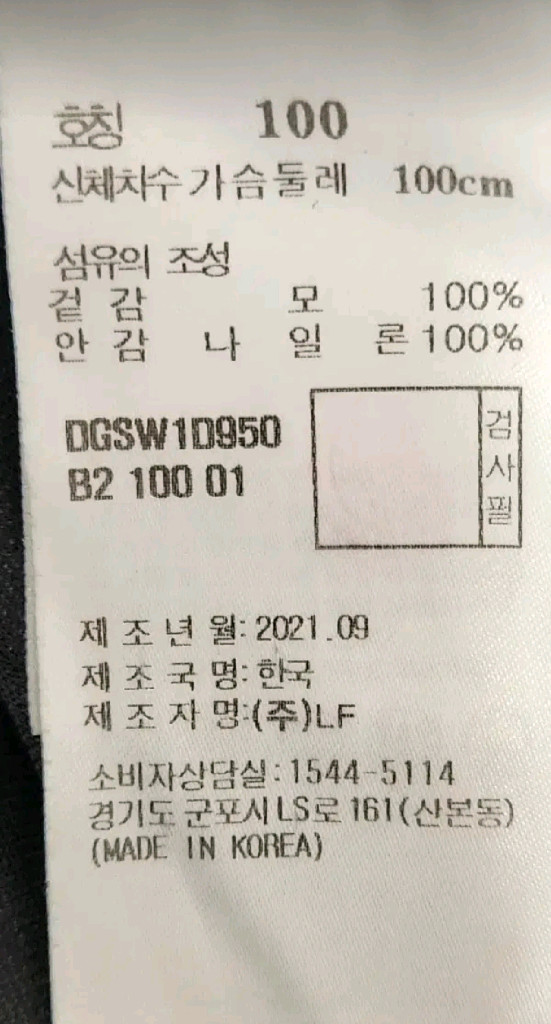 호칭 100
신체치수 가슴둘레 100cm
섬유의 조성
겉감 모 100%
안감 나일론 100%
DGSW1D950
B2 100 01
검사필
제조년월: 2021.09
제조국명: 한국
제조자명:(주)LF
소비자상담실:1544-5114
경기도 군포시 LS로 161(산본동)
(MADE IN KOREA)